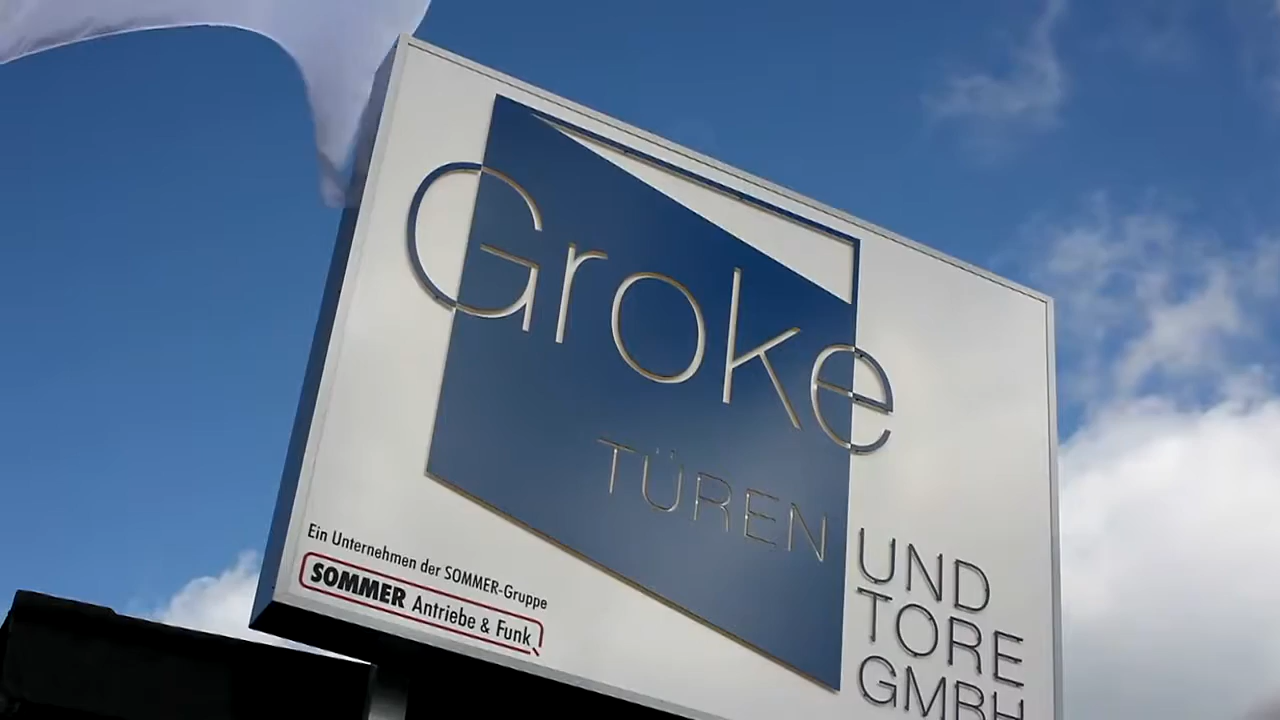 Groke
TÜREN
UND
TORE
GMBH
Ein Unternehmen der SOMMER-Gruppe
SOMMER Antriebe & Funk